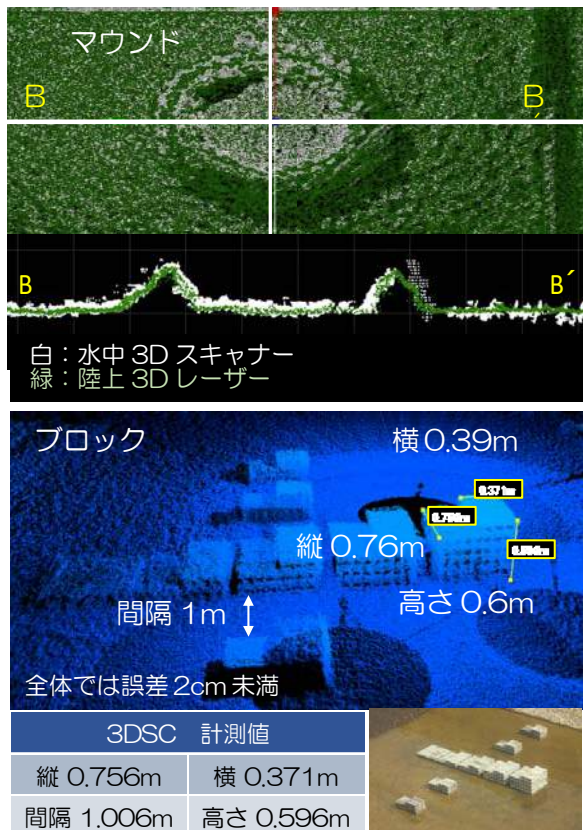 マウンド
B B´
B B´
白：水中 3D スキャナー
緑：陸上 3D レーザー
ブロック 横 0.39m
0.371m
縦 0.76m
間隔 1m 高さ 0.6m
全体では誤差 2cm 未満
3DSC 計測値
縦 0.756m 横 0.371m
間隔 1.006m 高さ 0.596m